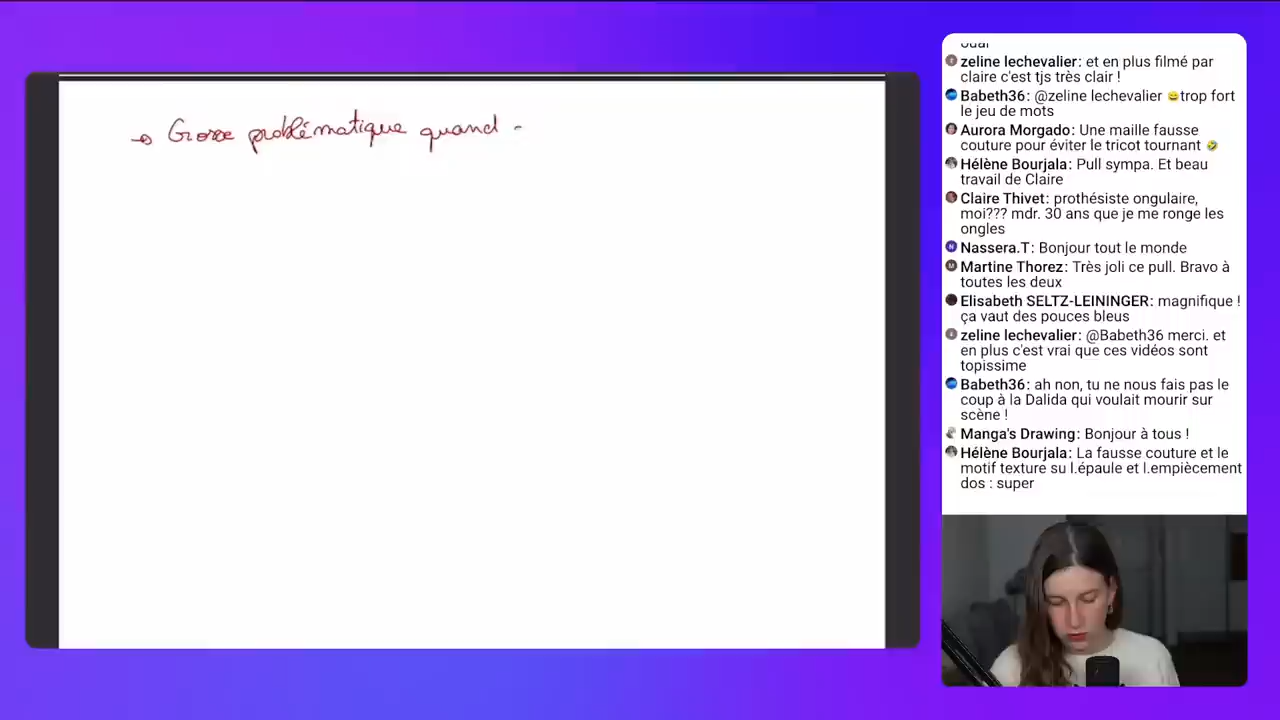 → Grosse problématique quand -
ouai
zeline lechevalier: et en plus filmé par
claire c'est tjs très clair !
Babeth36: @zeline lechevalier 😄trop fort
le jeu de mots
Aurora Morgado: Une maille fausse
couture pour éviter le tricot tournant 🤣
Hélène Bourjala: Pull sympa. Et beau
travail de Claire
Claire Thivet: prothésiste ongulaire,
moi??? mdr. 30 ans que je me ronge les
ongles
Nassera.T: Bonjour tout le monde
Martine Thorez: Très joli ce pull. Bravo à
toutes les deux
Elisabeth SELTZ-LEININGER: magnifique !
ça vaut des pouces bleus
zeline lechevalier: @Babeth36 merci. et
en plus c'est vrai que ces vidéos sont
topissime
Babeth36: ah non, tu ne nous fais pas le
coup à la Dalida qui voulait mourir sur
scène !
Manga's Drawing: Bonjour à tous !
Hélène Bourjala: La fausse couture et le
motif texture su l.épaule et l.empiècement
dos : super